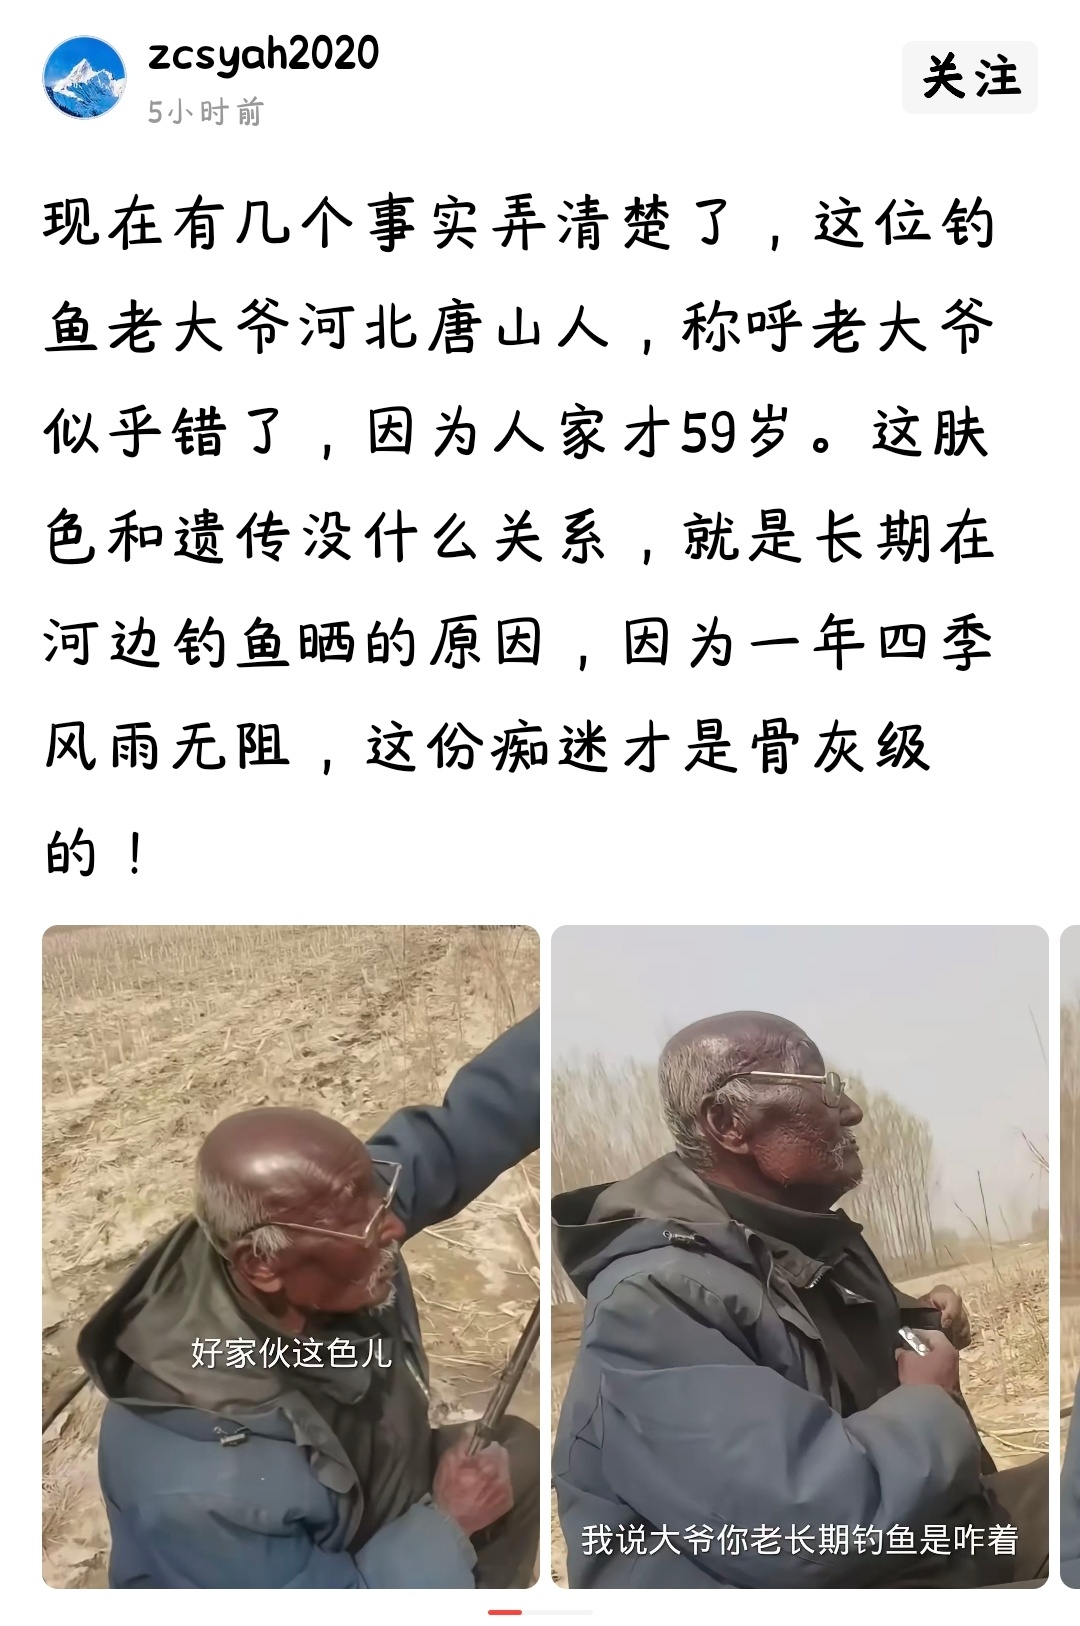 zcsyah2020
5小时前
关注
现在有几个事实弄清楚了，这位钓
鱼老大爷河北唐山人，称呼老大爷
似乎错了，因为人家才59岁。这肤
色和遗传没什么关系，就是长期在
河边钓鱼晒的原因，因为一年四季
风雨无阻，这份痴迷才是骨灰级
的！
好家伙这色儿
我说大爷你老长期钓鱼是咋着